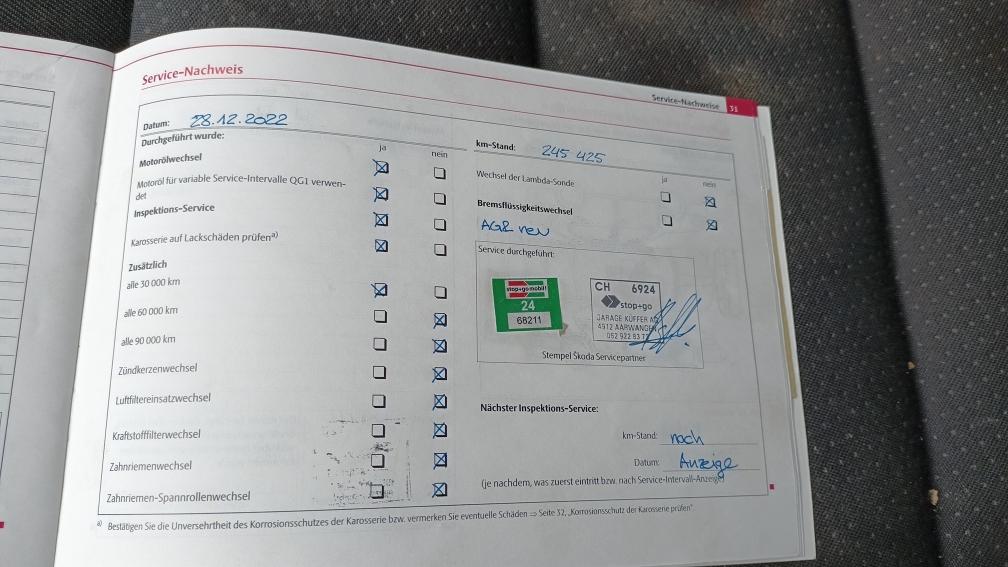 Service-Nachweis
Service-Nachweise 31
Datum: 28.12.2022
km-Stand: 245 425
Durchgeführt wurde:
ja nein
Motorölwechsel
Motoröl für variable Service-Intervalle QG1 verwen-
det
Inspektions-Service
Karosserie auf Lackschäden prüfen a)
Zusätzlich
alle 30 000 km
alle 60 000 km
alle 90 000 km
Zündkerzenwechsel
Luftfiltereinsatzwechsel
Kraftstofffilterwechsel
Zahnriemenwechsel
Zahnriemen-Spannrollenwechsel
ja nein
Wechsel der Lambda-Sonde
Bremsflüssigkeitswechsel
AGR neu
Service durchgeführt:
stop+go mobil!
24
68211
CH 6924
stop+go
GARAGE KÜFFER AG
4912 AARWANGEN
Stempel Škoda Servicepartner
Nächster Inspektions-Service:
km-Stand: nach
Datum: Anzeige
(je nachdem, was zuerst eintritt bzw. nach Service-Intervall-Anzeige)
a) Bestätigen Sie die Unversehrtheit des Korrosionsschutzes der Karosserie bzw. vermerken Sie eventuelle Schäden ⇒ Seite 32, „Korrosionsschutz der Karosserie prüfen“.